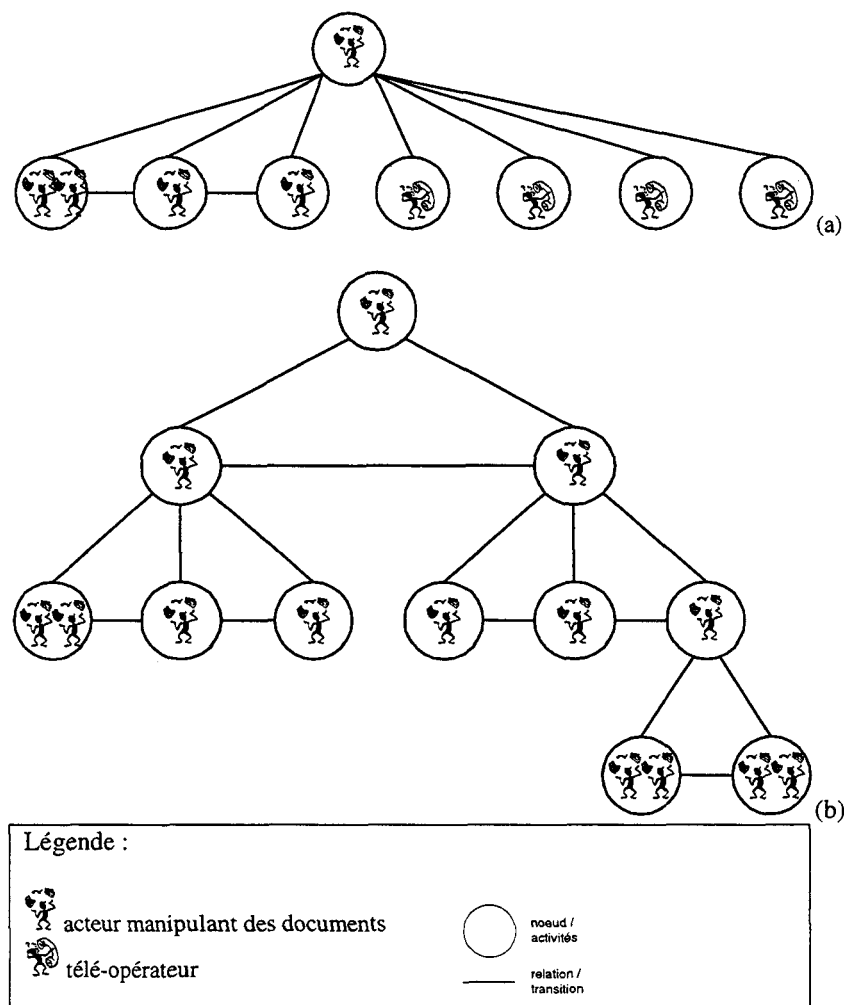 (a)
(b)
Légende :
acteur manipulant des documents
télé-opérateur
noeud /
activités
relation /
transition